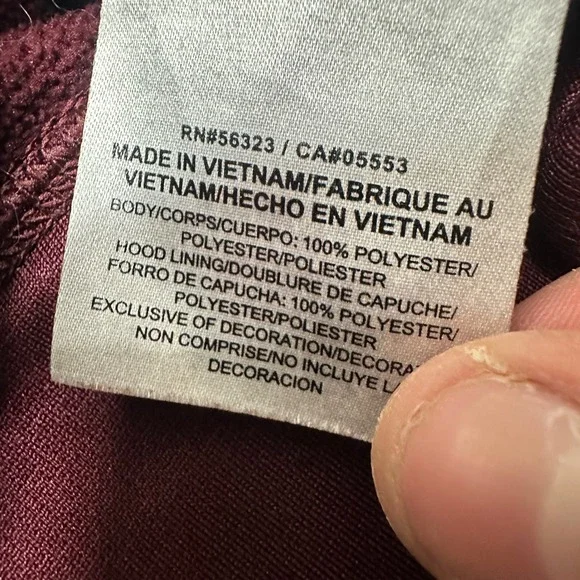 RN#56323 / CA#05553
MADE IN VIETNAM/FABRIQUE AU
VIETNAM/HECHO EN VIETNAM
BODY/CORPS/CUERPO: 100% POLYESTER/
POLYESTER/POLIESTER
HOOD LINING/DOUBLURE DE CAPUCHE/
FORRO DE CAPUCHA: 100% POLYESTER/
POLYESTER/POLIESTER
EXCLUSIVE OF DECORATION/DECORA
NON COMPRISE/NO INCLUYE LA
DECORACION